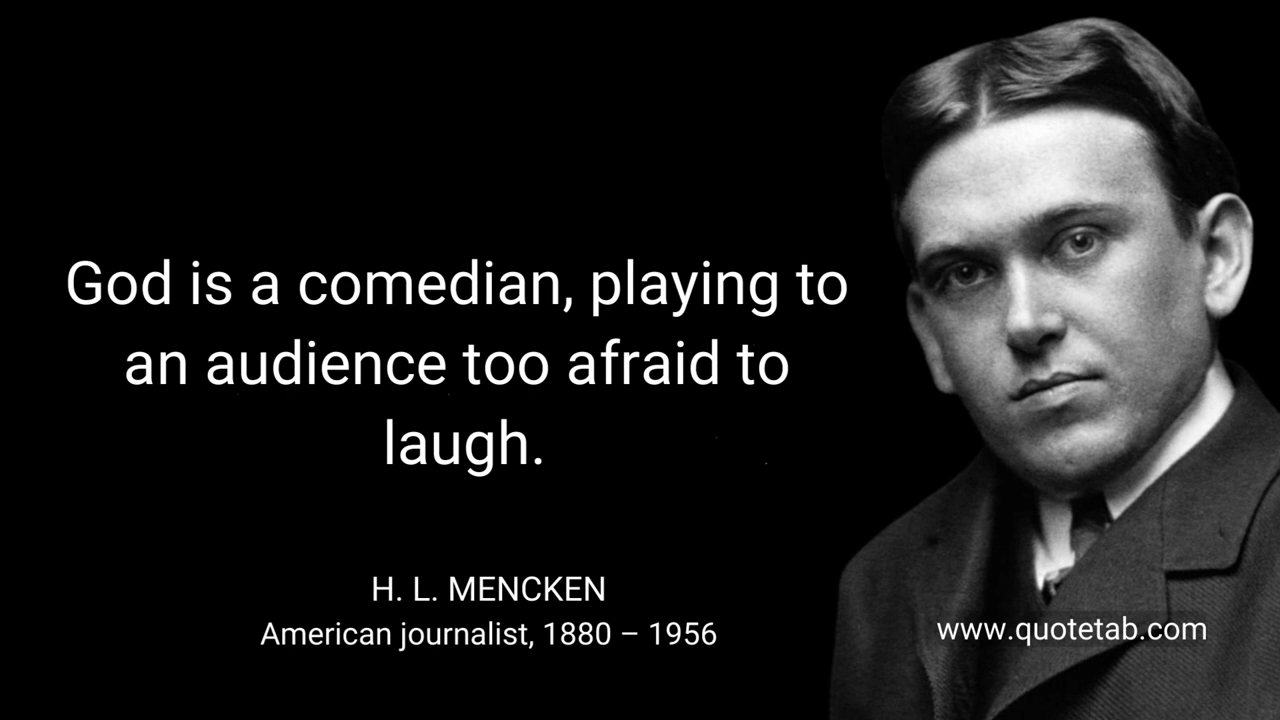 God is a comedian, playing to
an audience too afraid to
laugh.
H. L. MENCKEN
American journalist, 1880 – 1956
www.quotetab.com